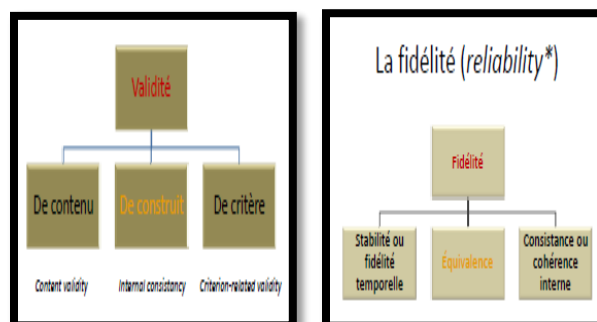 Validité
De contenu
De construit
De critère
Content validity
Internal consistancy
Criterion-related validity
La fidélité (reliability*)
Fidélité
Stabilité ou
fidélité
temporelle
Équivalence
Consistance ou
cohérence
interne